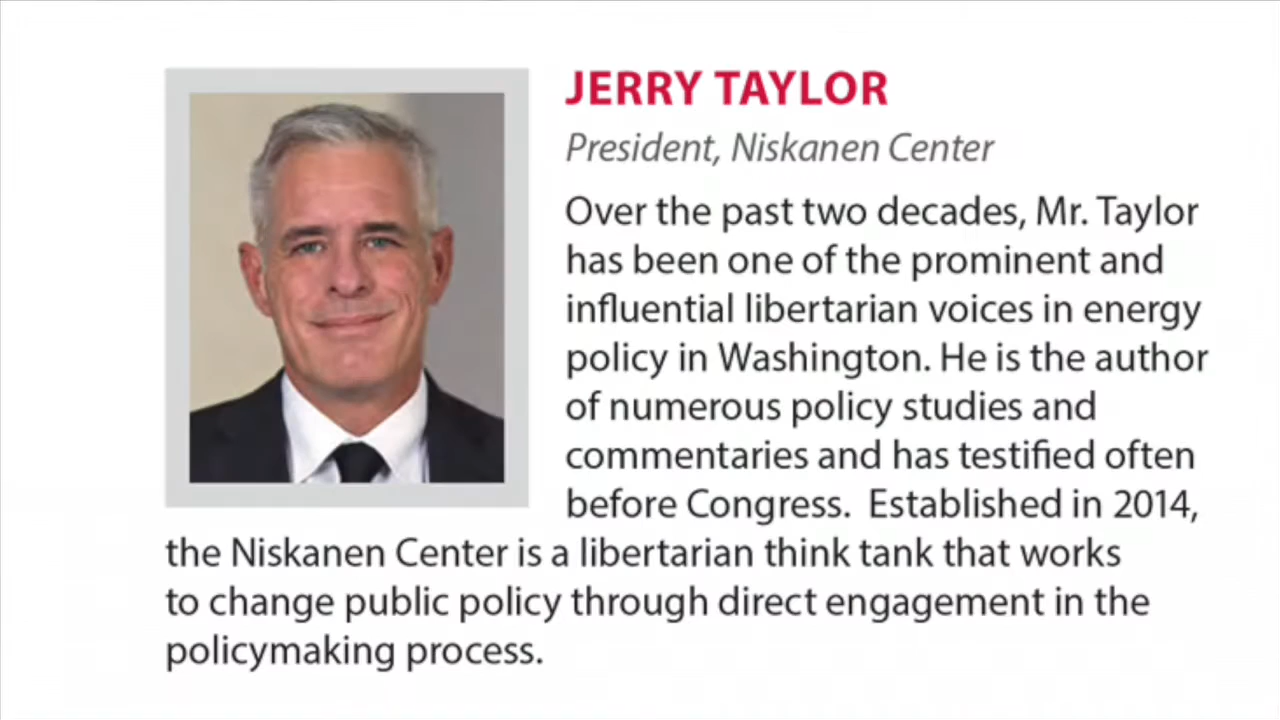 JERRY TAYLOR
President, Niskanen Center
Over the past two decades, Mr. Taylor
has been one of the prominent and
influential libertarian voices in energy
policy in Washington. He is the author
of numerous policy studies and
commentaries and has testified often
before Congress.  Established in 2014,
the Niskanen Center is a libertarian think tank that works
to change public policy through direct engagement in the
policymaking process.